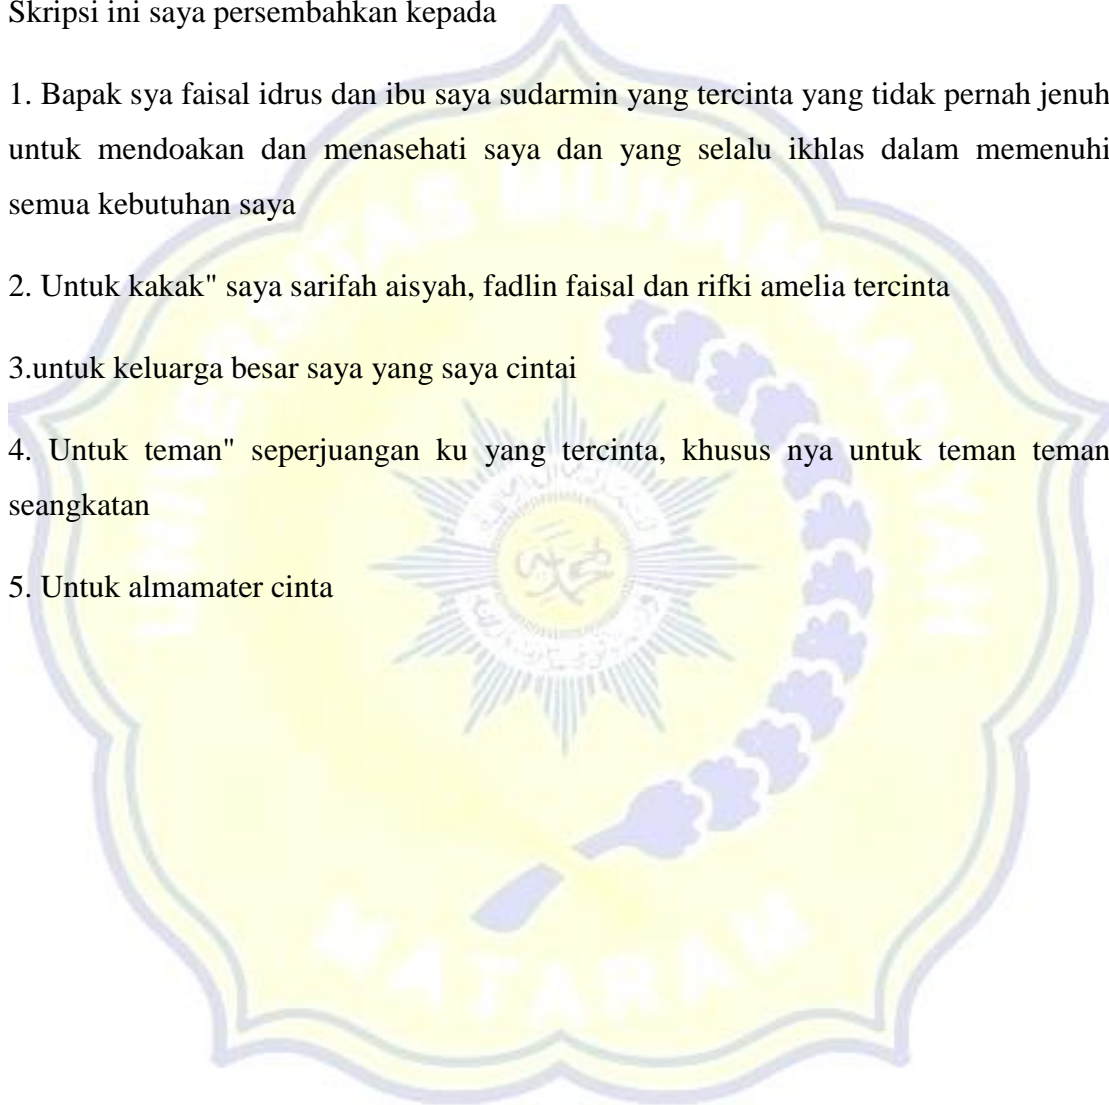 Skripsi ini saya persembahkan kepada
1. Bapak sya faisal idrus dan ibu saya sudarmin yang tercinta yang tidak pernah jenuh
untuk mendoakan dan menasehati saya dan yang selalu ikhlas dalam memenuhi
semua kebutuhan saya
2. Untuk kakak" saya sarifah aisyah, fadlin faisal dan rifki amelia tercinta
3.untuk keluarga besar saya yang saya cintai
4. Untuk teman" seperjuangan ku yang tercinta, khusus nya untuk teman teman
seangkatan
5. Untuk almamater cinta
UNIVERSITAS MUHAMMADIYAH
MATARAM